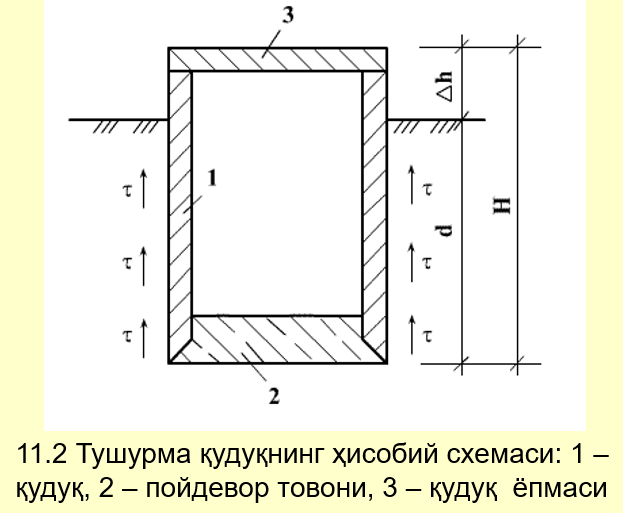 3
Δh
1
τ
τ
d
H
τ
τ
τ
τ
2
11.2 Тушурма қудуқнинг ҳисобий схемаси: 1 –
қудуқ, 2 – пойдевор товони, 3 – қудуқ ёпмаси